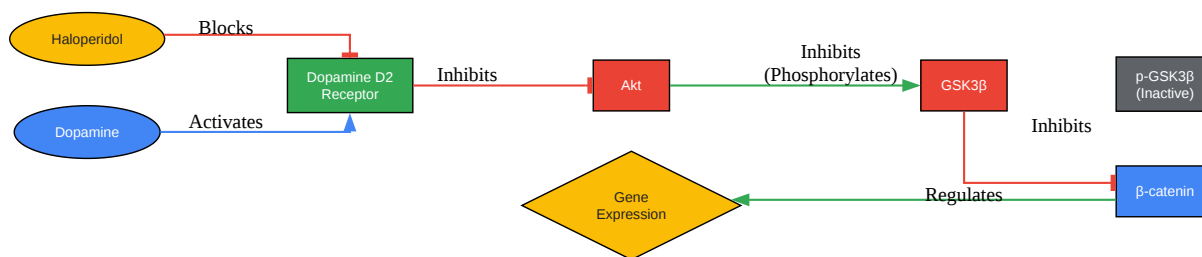 Haloperidol
Blocks
Dopamine D2
Receptor
Inhibits
Akt
Inhibits
(Phosphorylates)
GSK3β
p-GSK3β
(Inactive)
Dopamine
Activates
Inhibits
Gene
Expression
Regulates
β-catenin